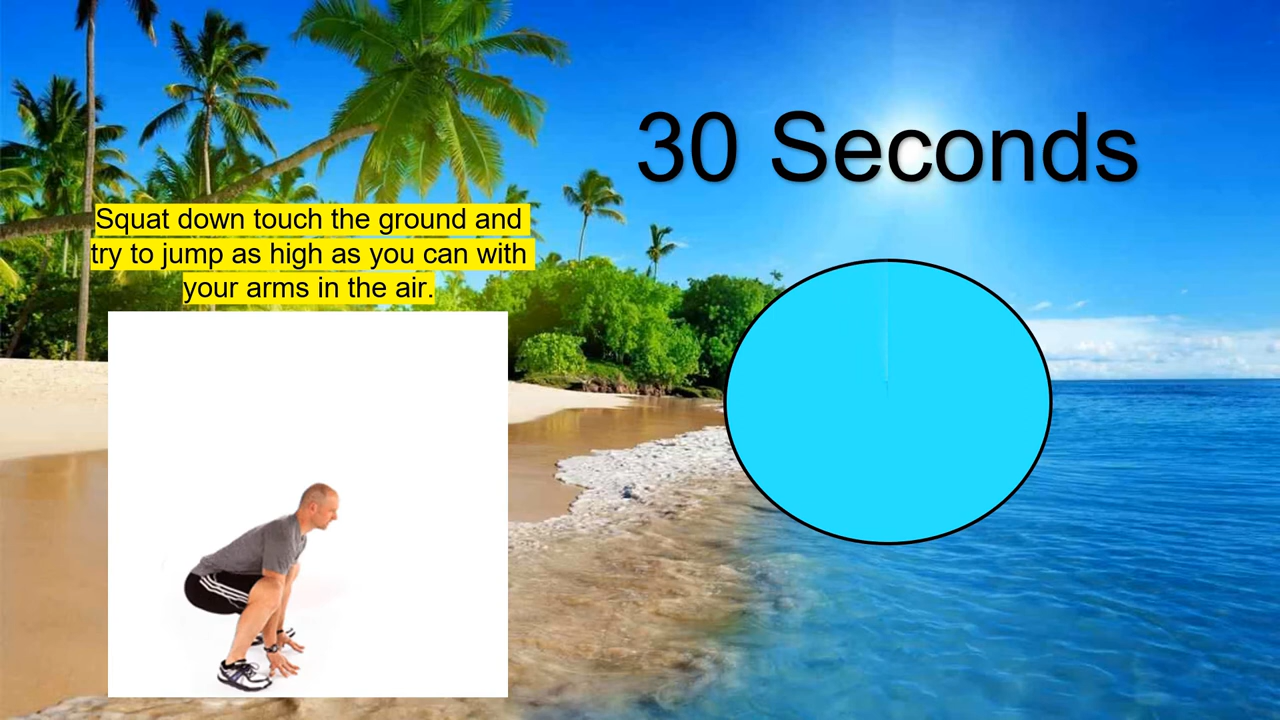 30 Seconds
Squat down touch the ground and
try to jump as high as you can with
your arms in the air.